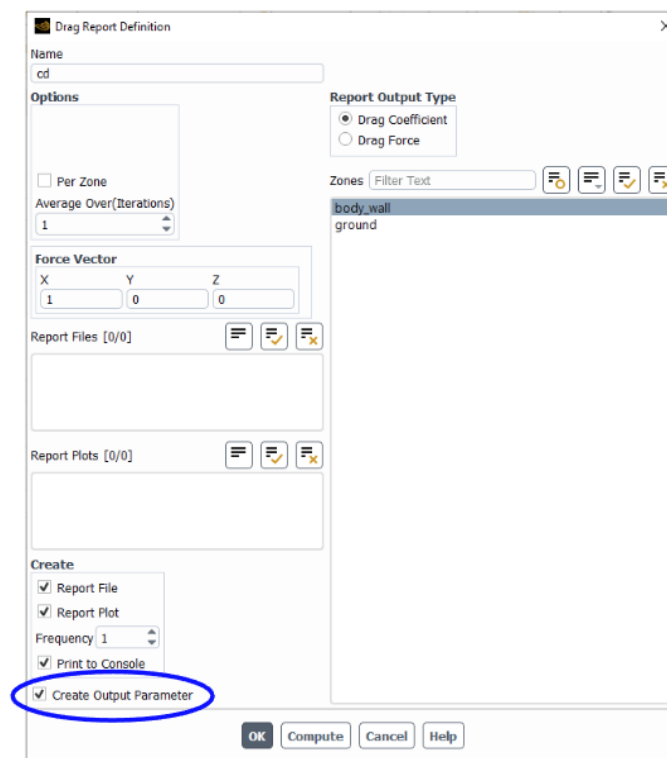 Drag Report Definition
Name
cd
Options
Per Zone
Average Over(Iterations)
1
Force Vector
X Y Z
1 0 0
Report Files [0/0]
Report Plots [0/0]
Create
Report File
Report Plot
Frequency 1
Print to Console
Create Output Parameter
Report Output Type
Drag Coefficient
Drag Force
Zones Filter Text
body_wall
ground
OK Compute Cancel Help